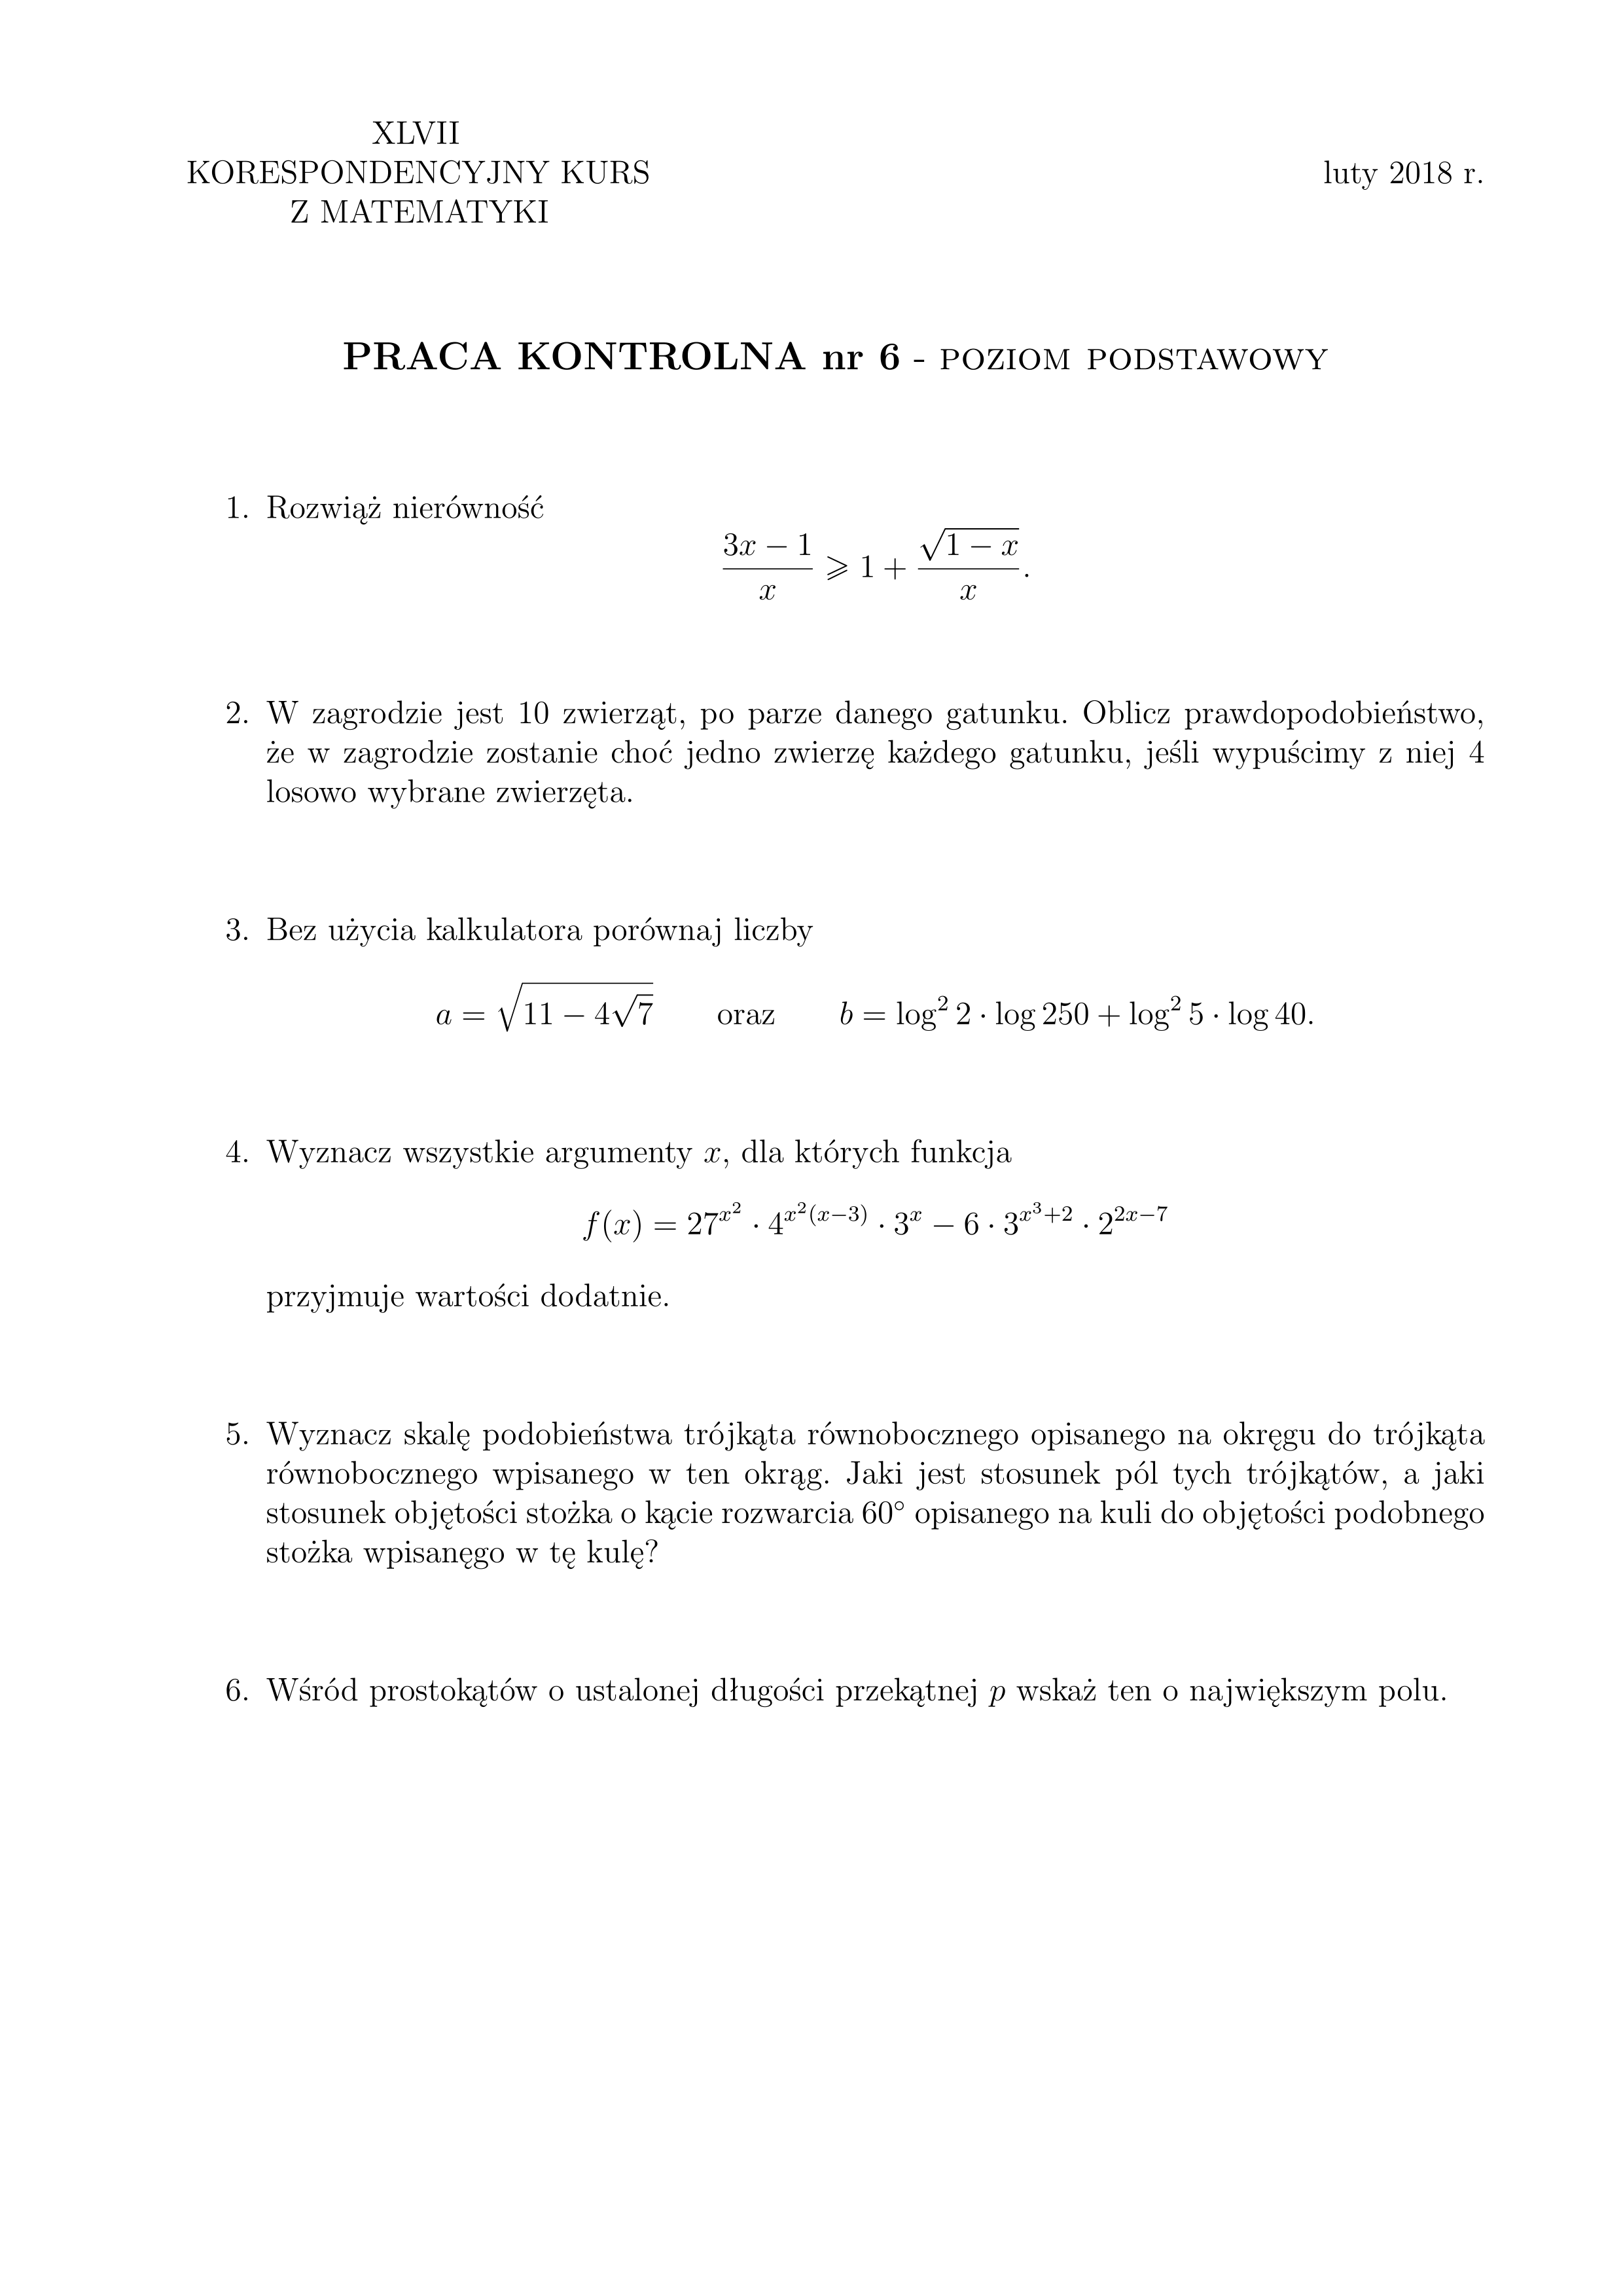 XLVII
KORESPONDENCYJNY KURS
Z MATEMATYKI
luty 2018 r.
PRACA KONTROLNA nr 6 - POZIOM PODSTAWOWY
1. Rozwiąż nierówność
$$\frac{3x-1}{x} \geqslant 1 + \frac{\sqrt{1-x}}{x}.$$
2. W zagrodzie jest 10 zwierząt, po parze danego gatunku. Oblicz prawdopodobieństwo,
że w zagrodzie zostanie choć jedno zwierzę każdego gatunku, jeśli wypuścimy z niej 4
losowo wybrane zwierzęta.
3. Bez użycia kalkulatora porównaj liczby
$$a = \sqrt{11 - 4\sqrt{7}} \quad \text{oraz} \quad b = \log^2 2 \cdot \log 250 + \log^2 5 \cdot \log 40.$$
4. Wyznacz wszystkie argumenty $x$, dla których funkcja
$$f(x) = 27^{x^2} \cdot 4^{x^2(x-3)} \cdot 3^x - 6 \cdot 3^{x^3+2} \cdot 2^{2x-7}$$
przyjmuje wartości dodatnie.
5. Wyznacz skalę podobieństwa trójkąta równobocznego opisanego na okręgu do trójkąta
równobocznego wpisanego w ten okrąg. Jaki jest stosunek pól tych trójkątów, a jaki
stosunek objętości stożka o kącie rozwarcia 60° opisanego na kuli do objętości podobnego
stożka wpisanęgo w tę kulę?
6. Wśród prostokątów o ustalonej długości przekątnej $p$ wskaż ten o największym polu.